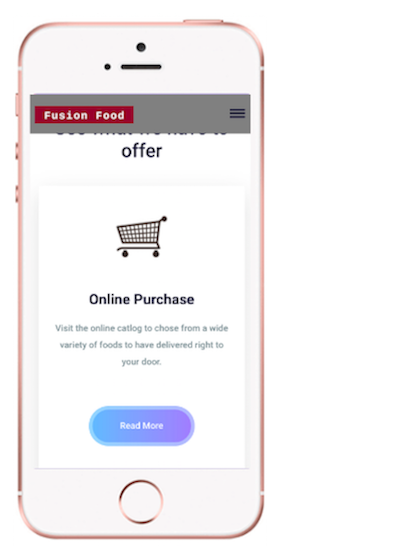 Fusion Food
offer
Online Purchase
Visit the online catlog to chose from a wide
variety of foods to have delivered right to
your door.
Read More